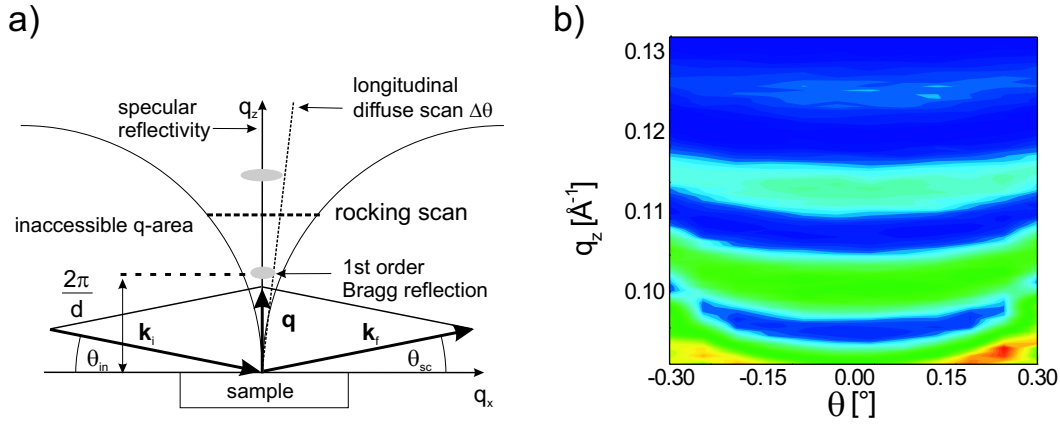 a)
specular
reflectivity
q_z
longitudinal
diffuse scan Δθ
inaccessible q-area
rocking scan
1st order
Bragg reflection
2π
d
q
k_i
k_f
θ_in
θ_sc
sample
q_x
b)
0.13
0.12
0.11
0.10
q_z [Å⁻¹]
-0.30 -0.15 0.00 0.15 0.30
θ [°]